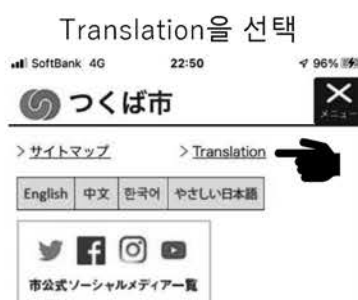 Translation을 선택
SoftBank 4G 22:50 96%
つくば市
メニュー
> サイトマップ > Translation
English 中文 한국어 やさしい日本語
市公式ソーシャルメディア一覧